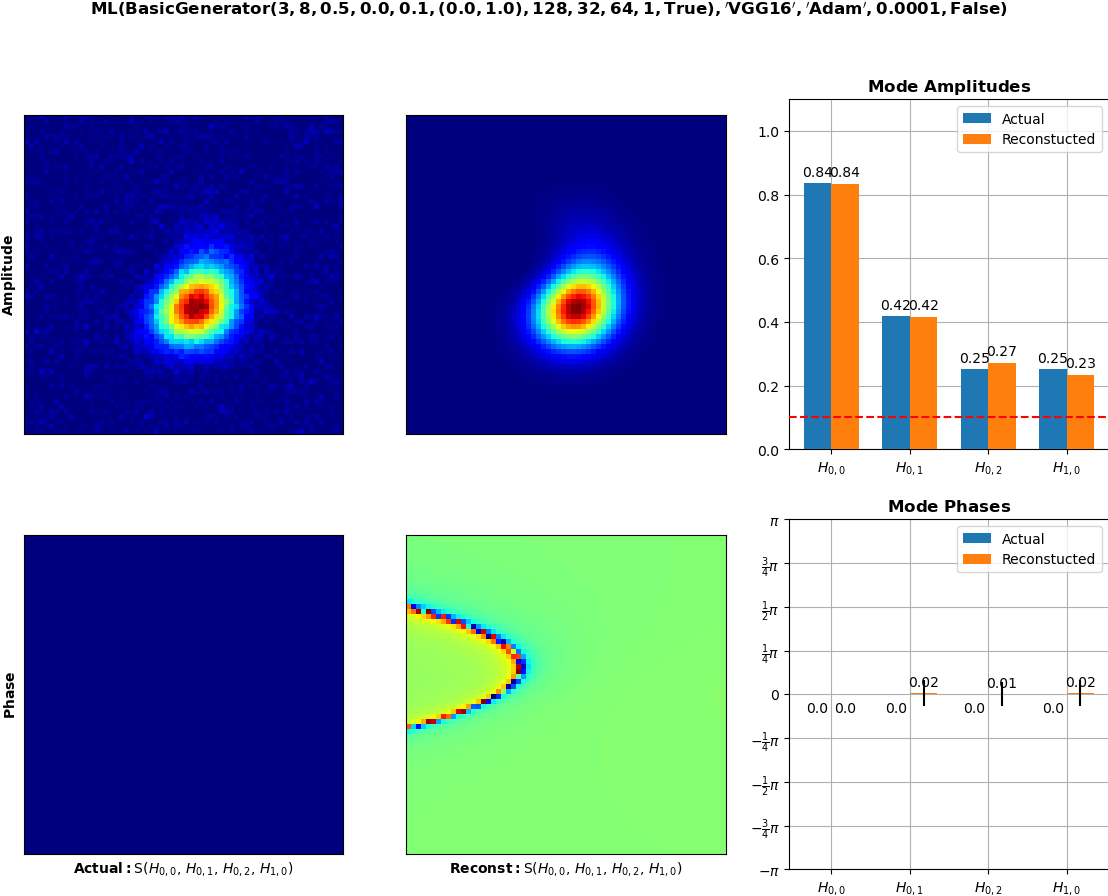 ML(BasicGenerator(3, 8, 0.5, 0.0, 0.1, (0.0, 1.0), 128, 32, 64, 1, True), ′VGG16′, ′Adam′, 0.0001, False)
Amplitude
Mode Amplitudes
Actual
Reconstucted
1.0
0.8
0.6
0.4
0.2
0.0
0.84 0.84
0.42 0.42
0.25 0.27
0.25 0.23
H0,0 H0,1 H0,2 H1,0
Phase
Actual: S(H0,0, H0,1, H0,2, H1,0)
Reconst: S(H0,0, H0,1, H0,2, H1,0)
Mode Phases
Actual
Reconstucted
π
3/4π
1/2π
1/4π
0
−1/4π
−1/2π
−3/4π
−π
0.0 0.0
0.0 0.02
0.0 0.01
0.0 0.02
H0,0 H0,1 H0,2 H1,0